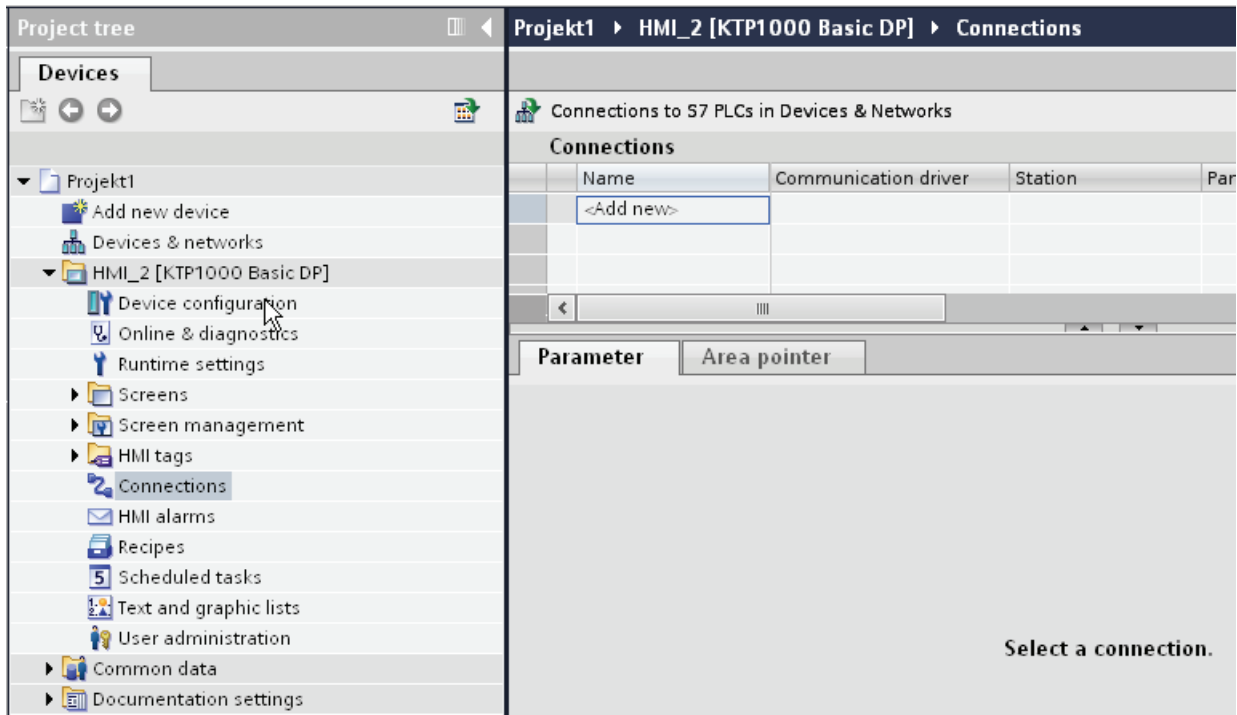 Project tree
Devices
Projekt1
Add new device
Devices & networks
HMI_2 [KTP1000 Basic DP]
Device configuration
Online & diagnostics
Runtime settings
Screens
Screen management
HMI tags
Connections
HMI alarms
Recipes
5 Scheduled tasks
Text and graphic lists
User administration
Common data
Documentation settings
Projekt1 HMI_2 [KTP1000 Basic DP] Connections
Connections to S7 PLCs in Devices & Networks
Connections
Name Communication driver Station Par
<Add new>
Parameter Area pointer
Select a connection.